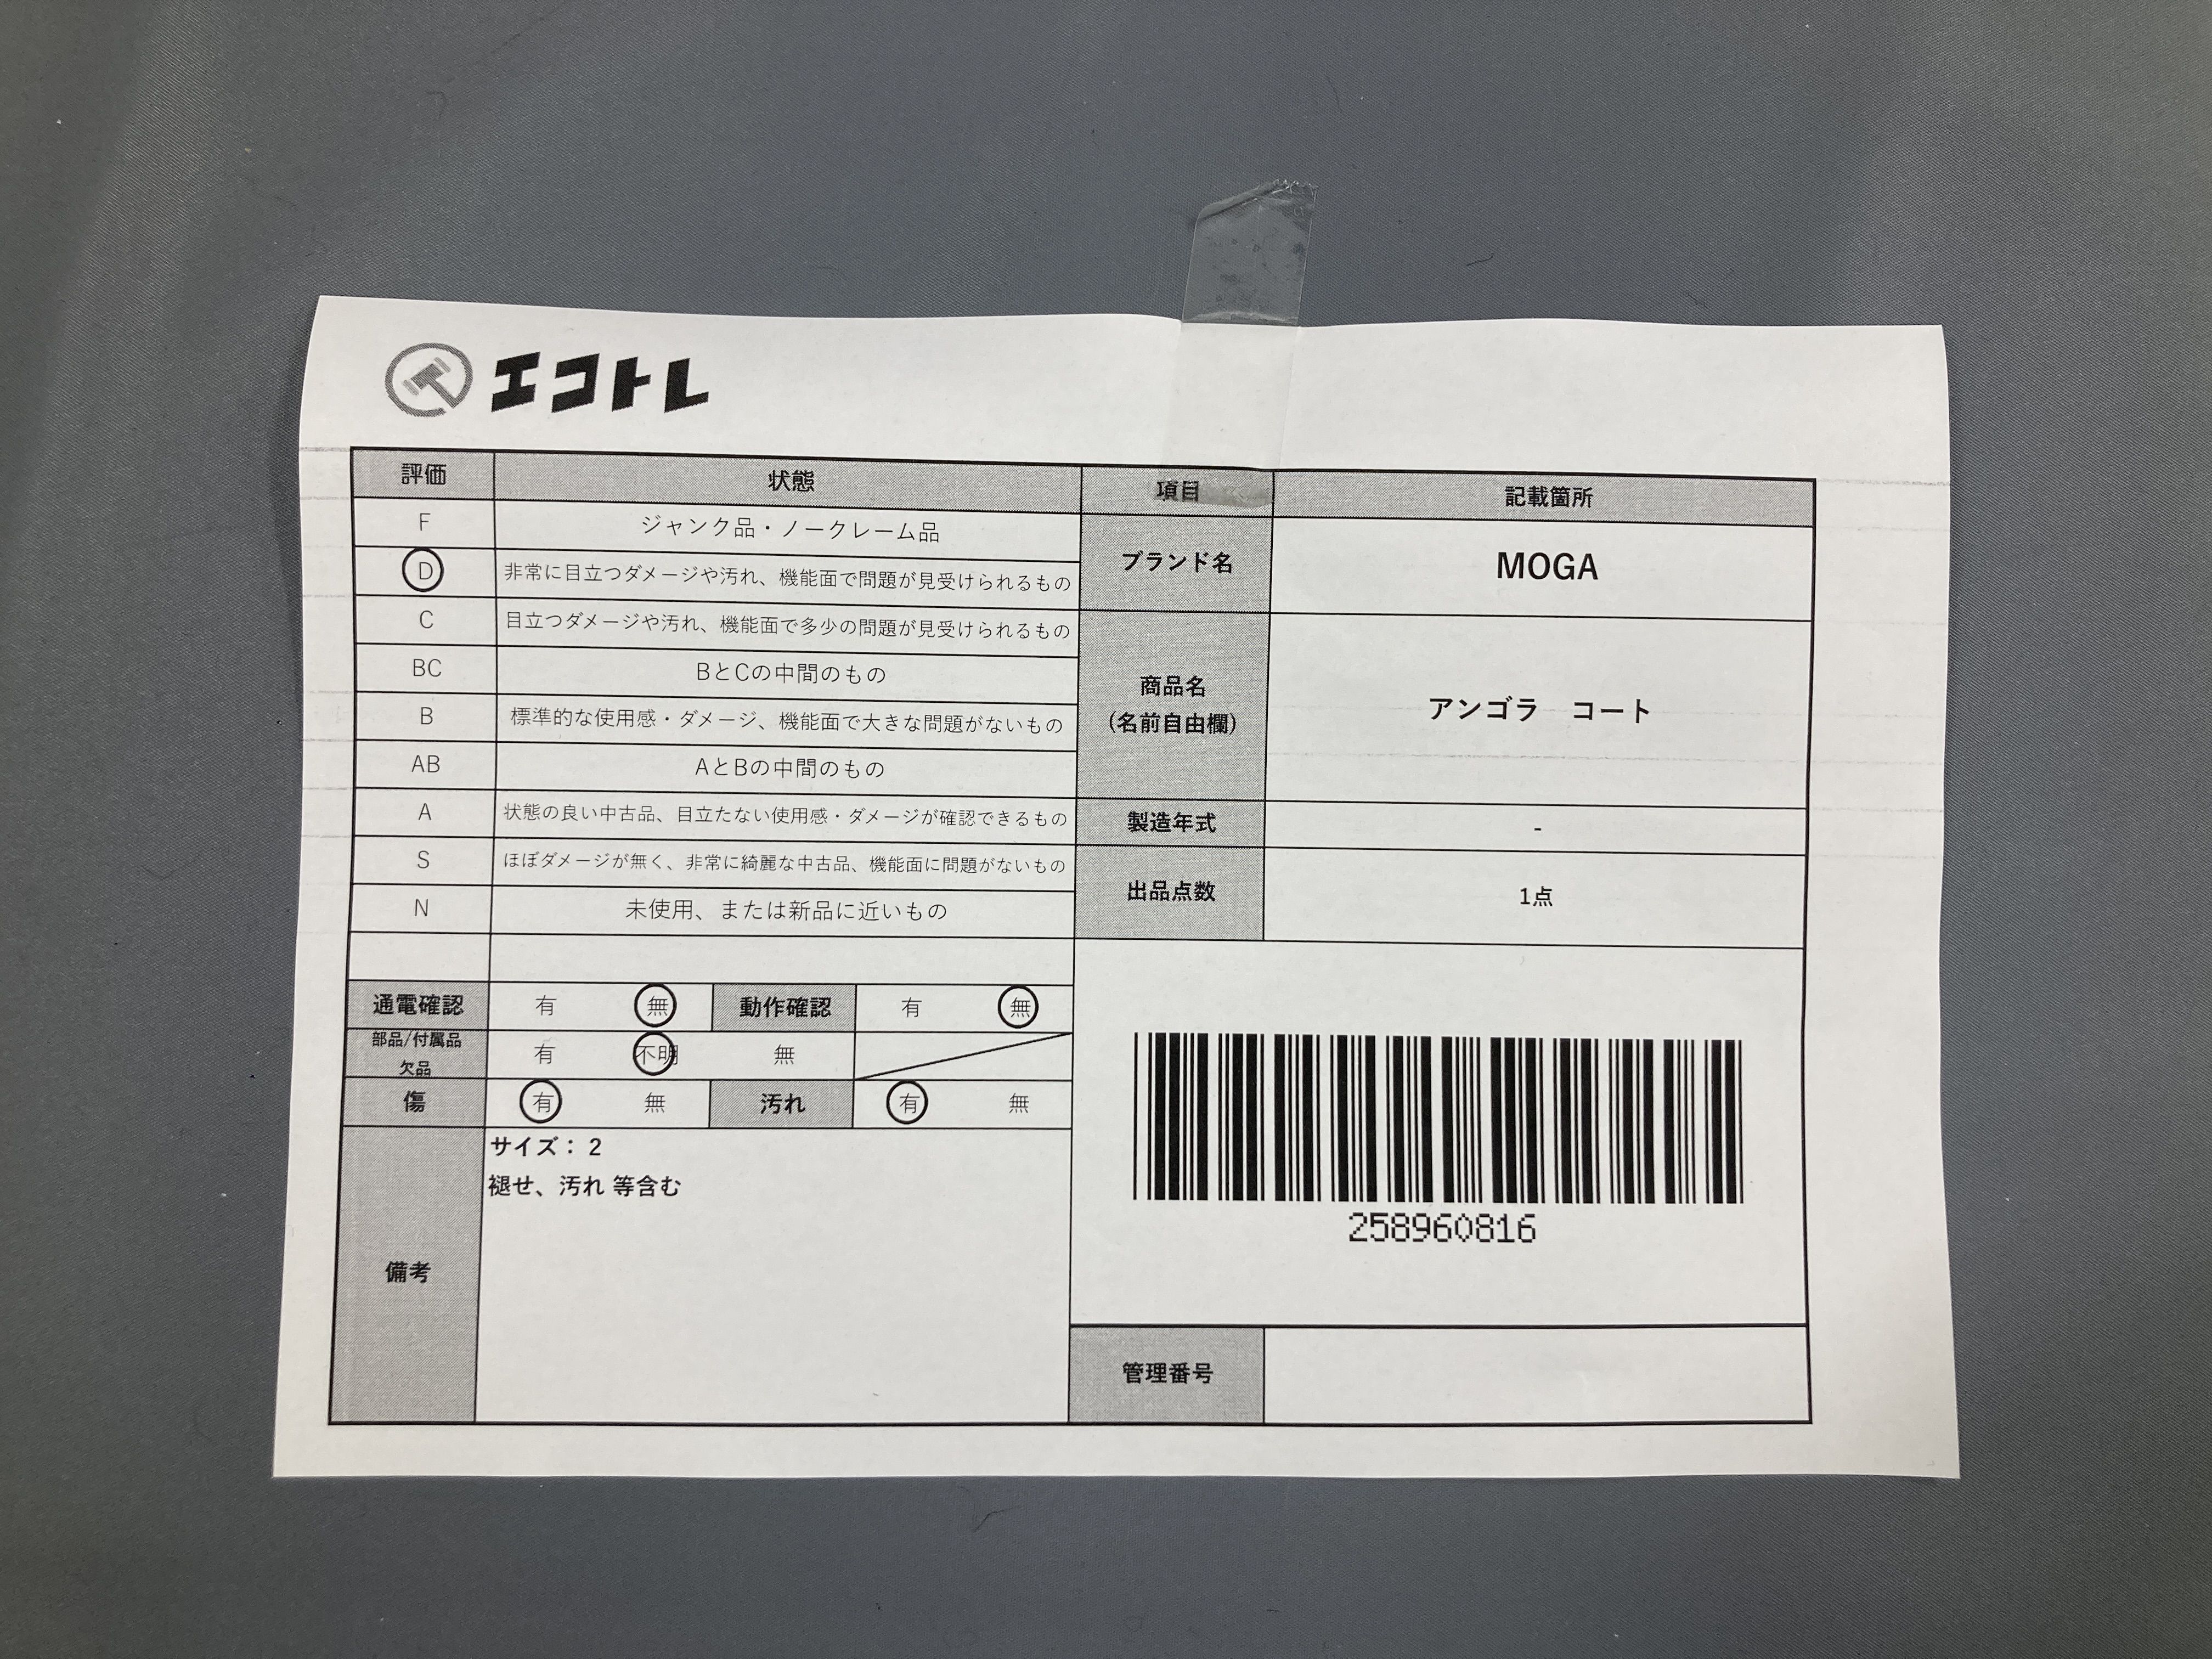 エコトレ
評価 状態 項目 記載箇所
F ジャンク品・ノークレーム品
D 非常に目立つダメージや汚れ、機能面で問題が見受けられるもの
ブランド名 MOGA
C 目立つダメージや汚れ、機能面で多少の問題が見受けられるもの
BC BとCの中間のもの
商品名
(名前自由欄)
アンゴラ コート
B 標準的な使用感・ダメージ、機能面で大きな問題がないもの
AB AとBの中間のもの
A 状態の良い中古品、目立たない使用感・ダメージが確認できるもの
製造年式 -
S ほぼダメージが無く、非常に綺麗な中古品、機能面に問題がないもの
出品点数 1点
N 未使用、または新品に近いもの
通電確認 有 無 動作確認 有 無
部品/付属品
欠品
有 不明 無
傷 有 無 汚れ 有 無
備考
サイズ： 2
褪せ、汚れ 等含む
258960816
管理番号